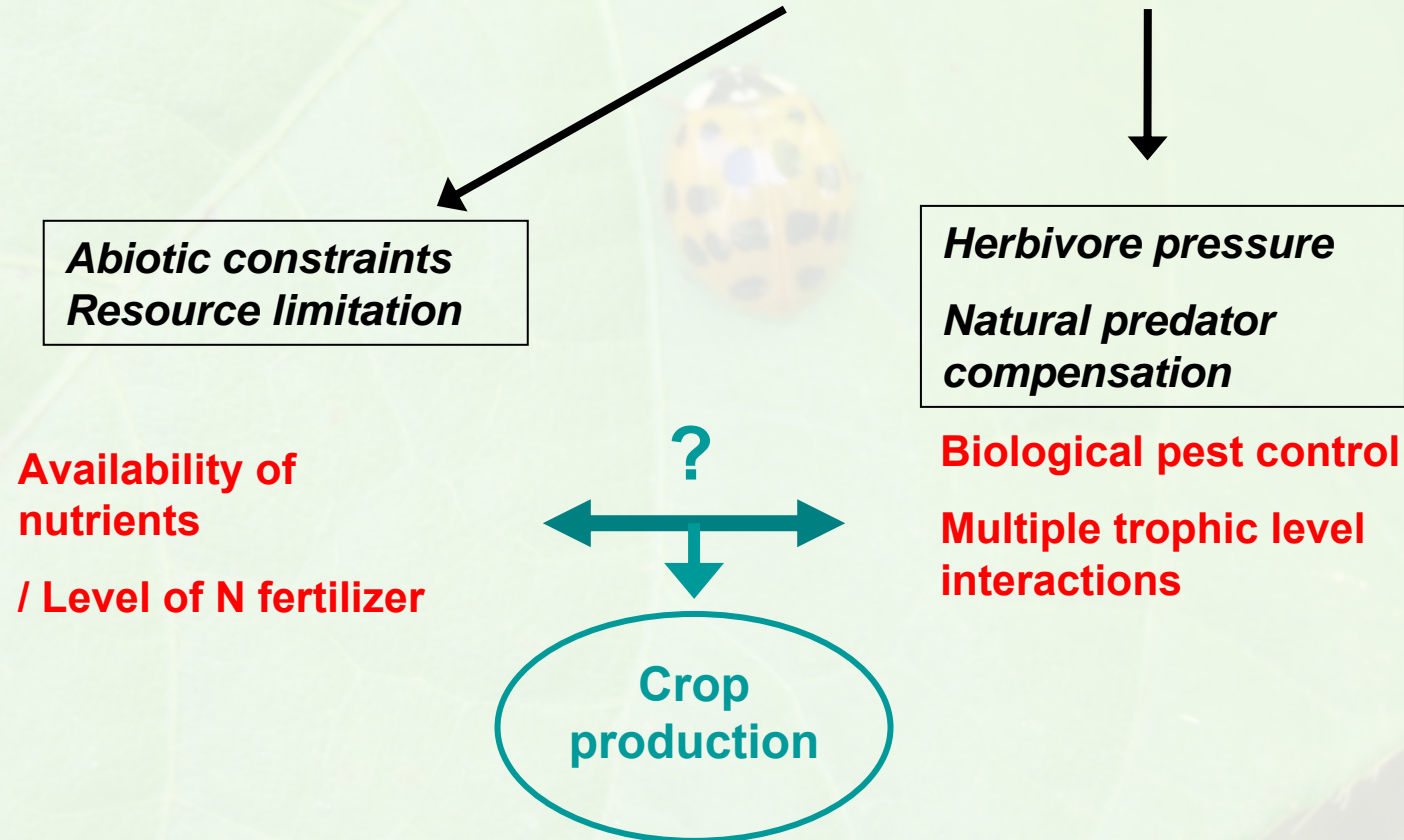 Abiotic constraints
Resource limitation
Herbivore pressure
Natural predator
compensation
Availability of
nutrients
/ Level of N fertilizer
?
Biological pest control
Multiple trophic level
interactions
Crop
production